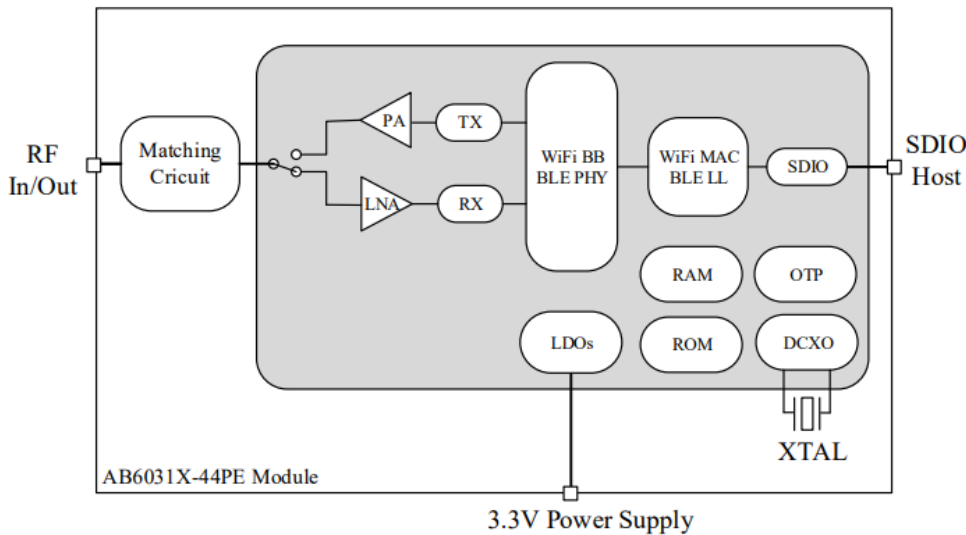 RF
In/Out
Matching
Cricuit
PA
TX
LNA
RX
WiFi BB
BLE PHY
WiFi MAC
BLE LL
SDIO
SDIO
Host
RAM
OTP
LDOs
ROM
DCXO
XTAL
AB6031X-44PE Module
3.3V Power Supply